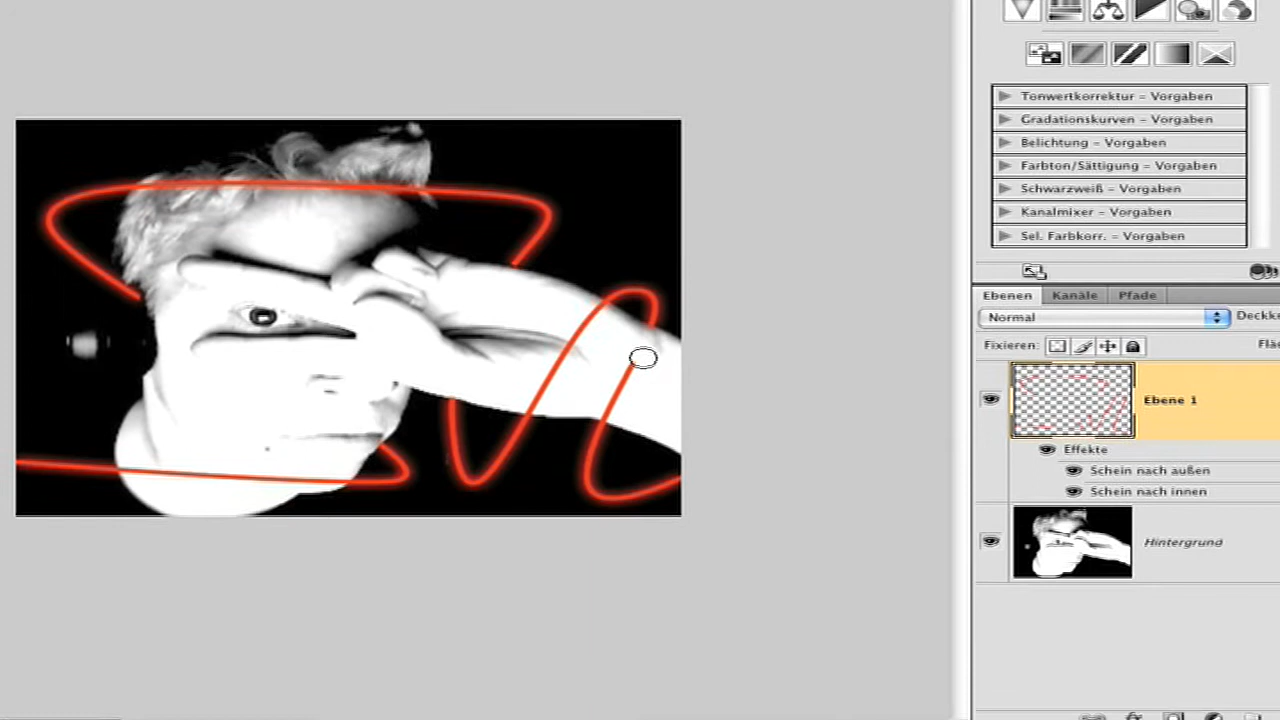 Tonwertkorrektur - Vorgaben
Gradationskurven - Vorgaben
Belichtung - Vorgaben
Farbton/Sättigung - Vorgaben
Schwarzweiß - Vorgaben
Kanalmixer - Vorgaben
Sel. Farbkorr. - Vorgaben
Ebenen Kanäle Pfade
Normal Deckk
Fixieren: Flä
Ebene 1
Effekte
Schein nach außen
Schein nach innen
Hintergrund